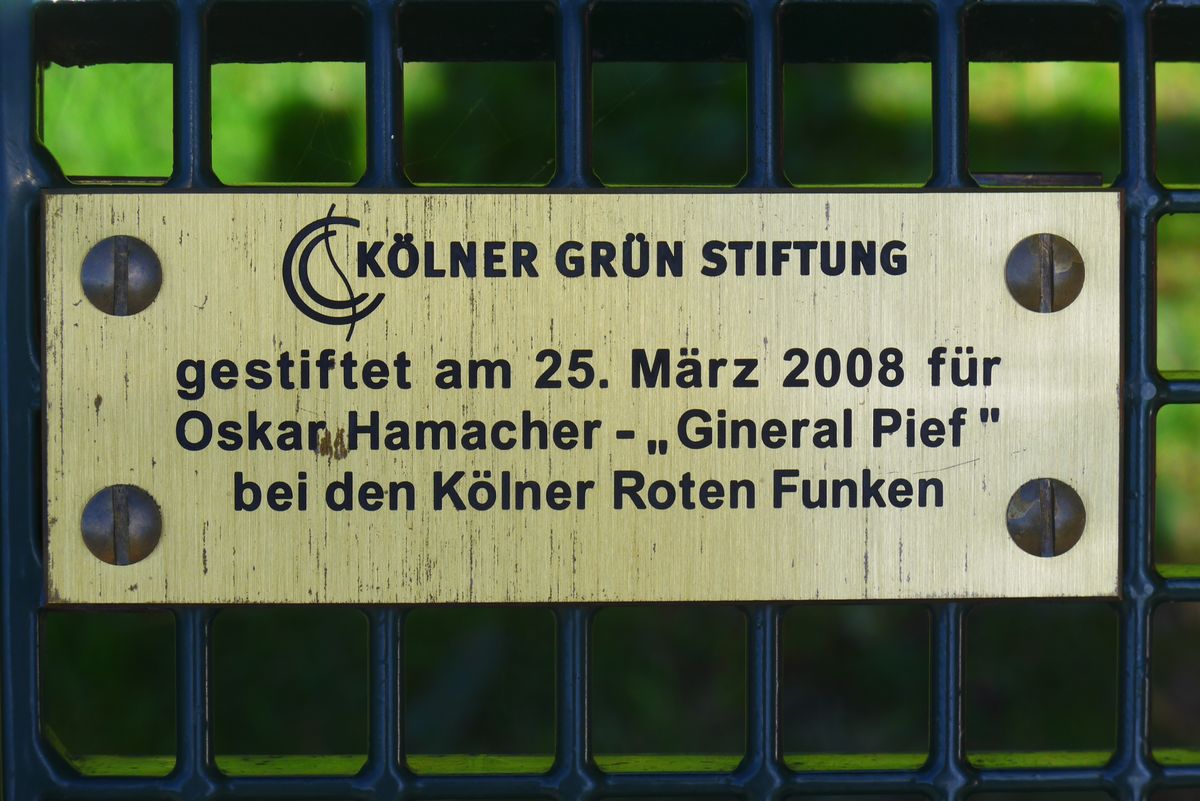 KÖLNER GRÜN STIFTUNG
gestiftet am 25. März 2008 für
Oskar Hamacher - „Gineral Pief"
bei den Kölner Roten Funken